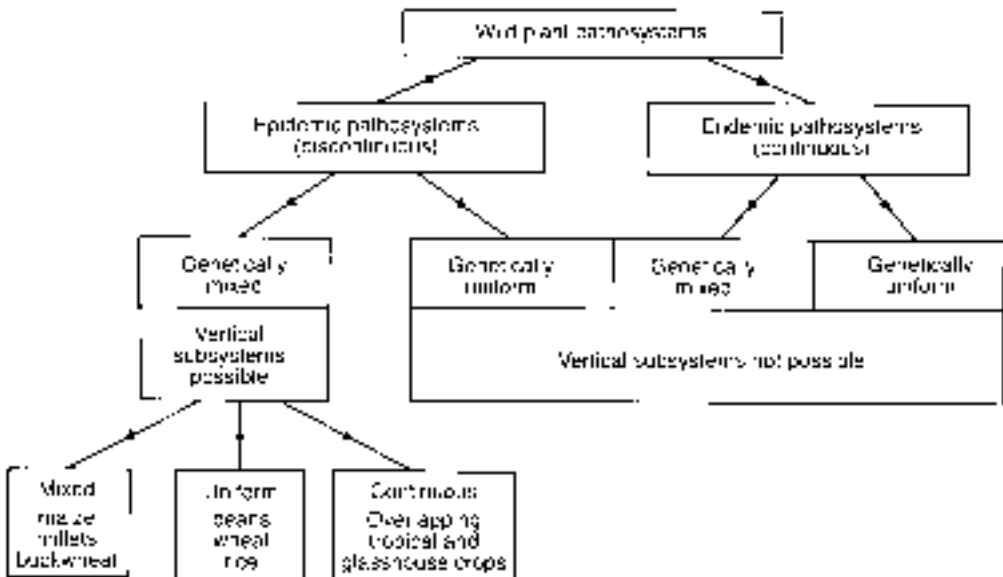 Wild plant pathosystems
Epidemic pathosystems
(discontinuous)
Endemic pathosystems
(continuous)
Genetically
mixed
Genetically
uniform
Genetically
mixed
Genetically
uniform
Vertical
subsystems
possible
Vertical subsystems not possible
Mixed
maize
millets
buckwheat
Uniform
beans
wheat
rice
Continuous
Overlapping
tropical and
glasshouse crops